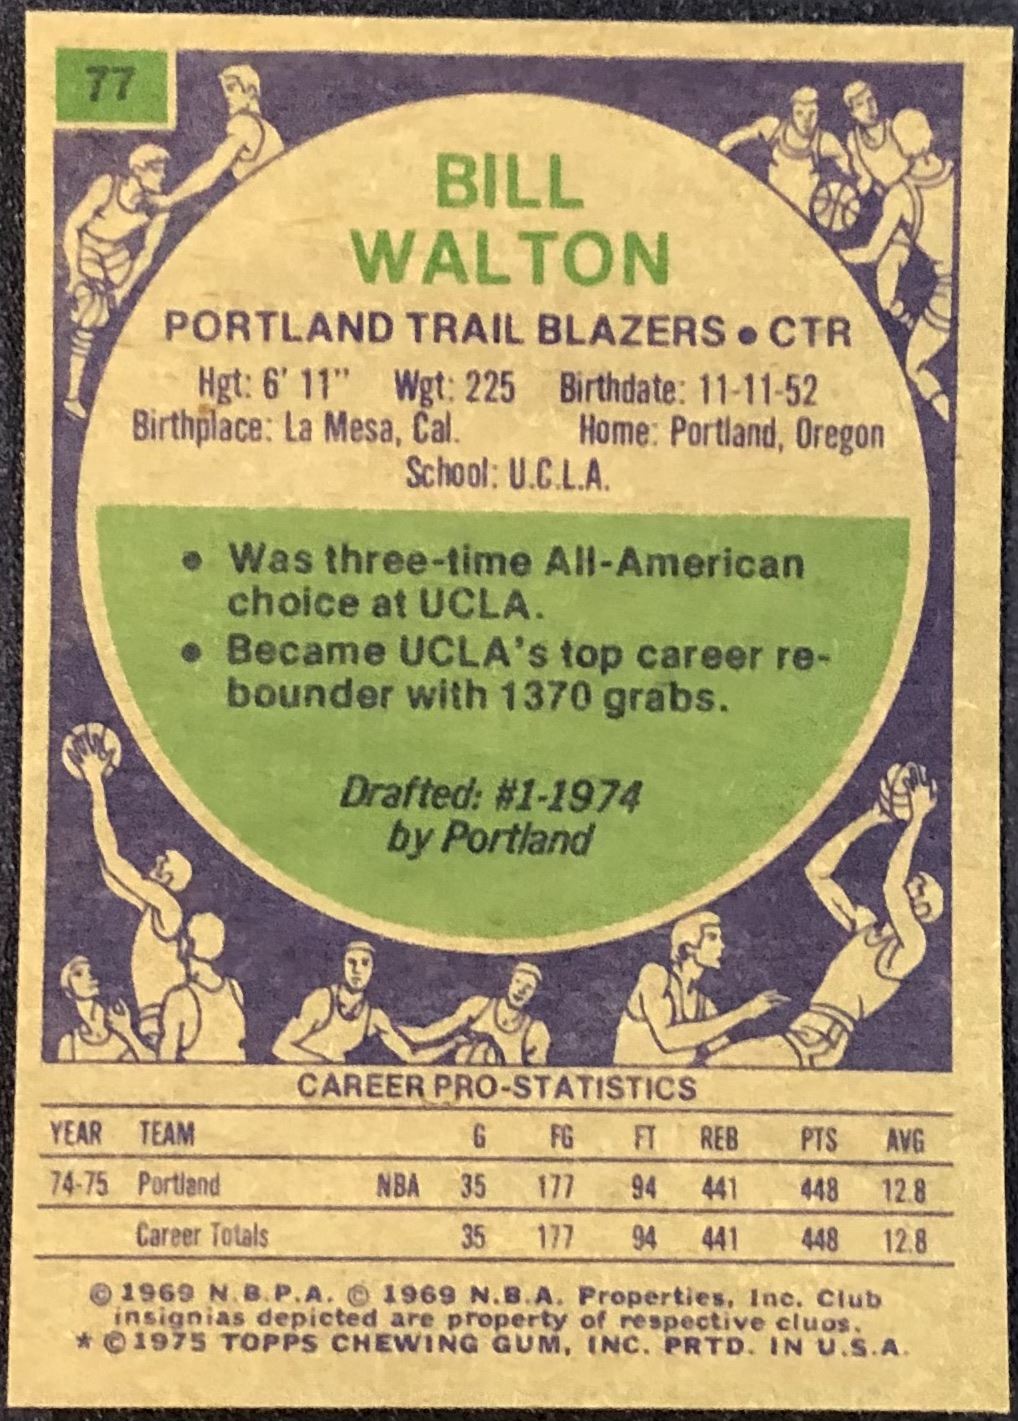 77
BILL
WALTON
PORTLAND TRAIL BLAZERS • CTR
Hgt: 6' 11" Wgt: 225 Birthdate: 11-11-52
Birthplace: La Mesa, Cal. Home: Portland, Oregon
School: U.C.L.A.
• Was three-time All-American
choice at UCLA.
• Became UCLA's top career re-
bounder with 1370 grabs.
Drafted: #1-1974
by Portland
CAREER PRO-STATISTICS
YEAR TEAM G FG FT REB PTS AVG
74-75 Portland NBA 35 177 94 441 448 12.8
Career Totals 35 177 94 441 448 12.8
© 1969 N.B.P.A. © 1969 N.B.A. Properties, Inc. Club
insignias depicted are property of respective cluos.
* © 1975 TOPPS CHEWING GUM, INC. PRTD. IN U.S.A.